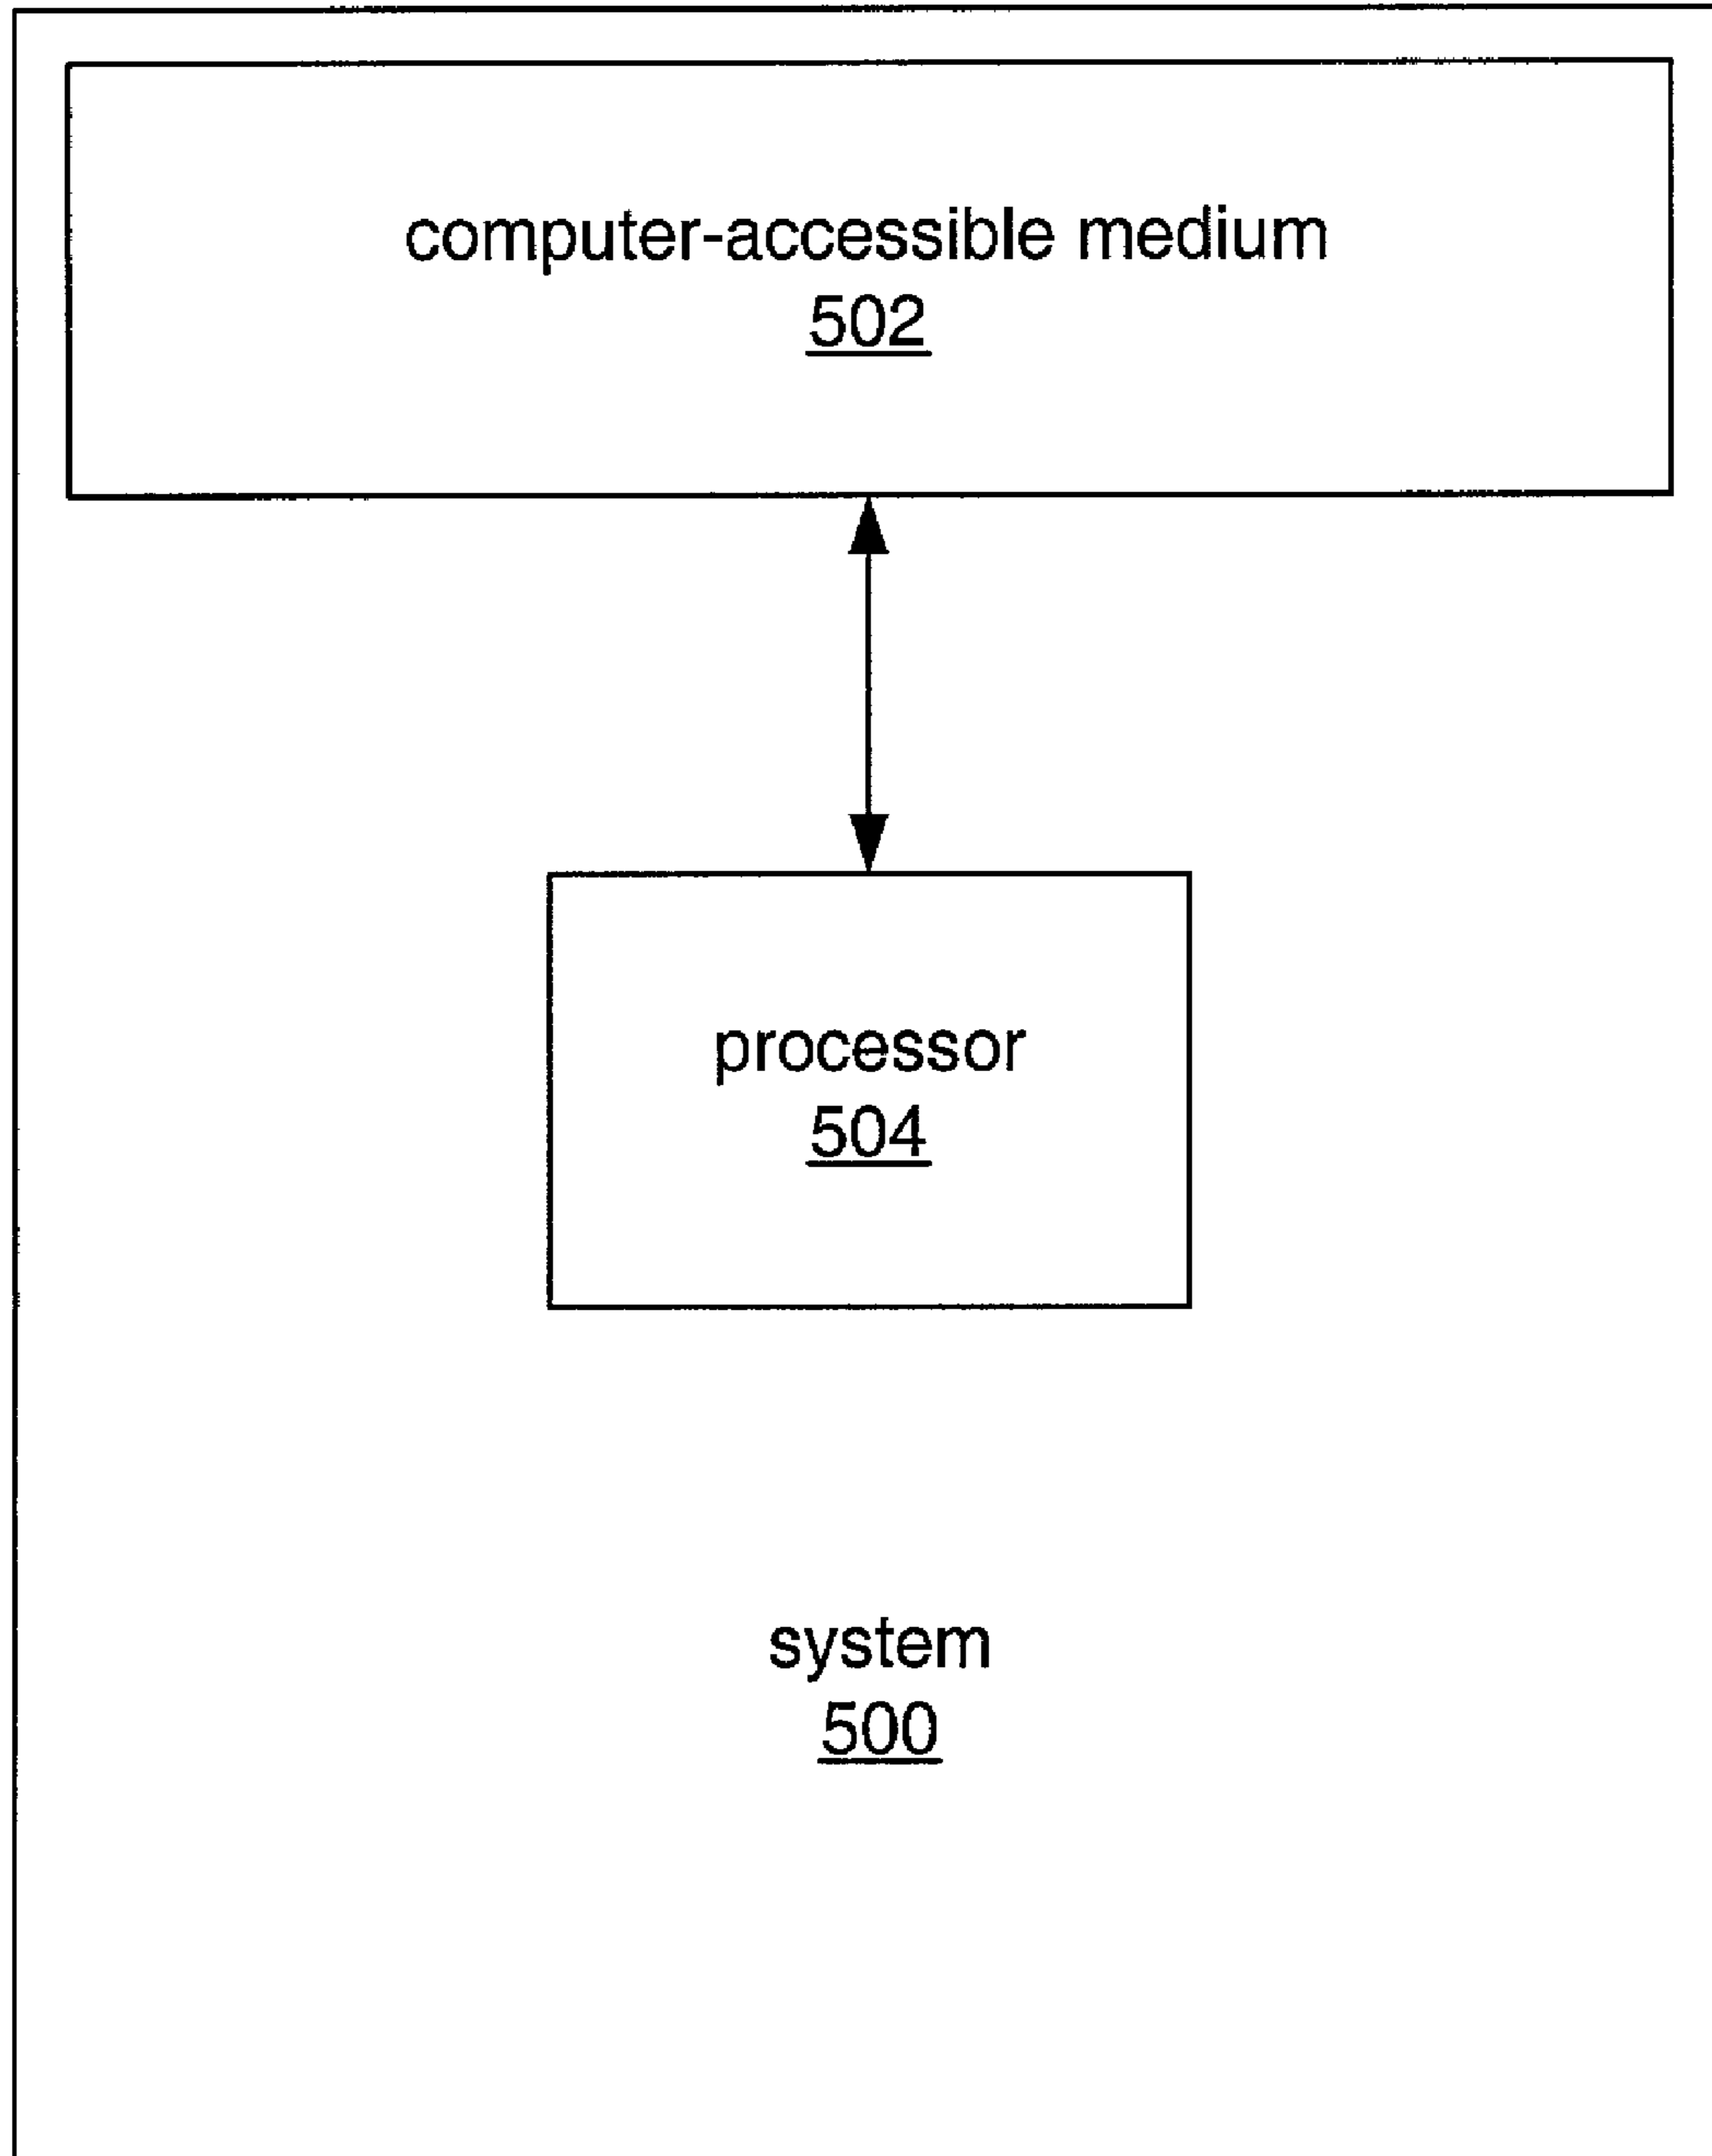 computer-accessible medium
502
processor
504
system
500